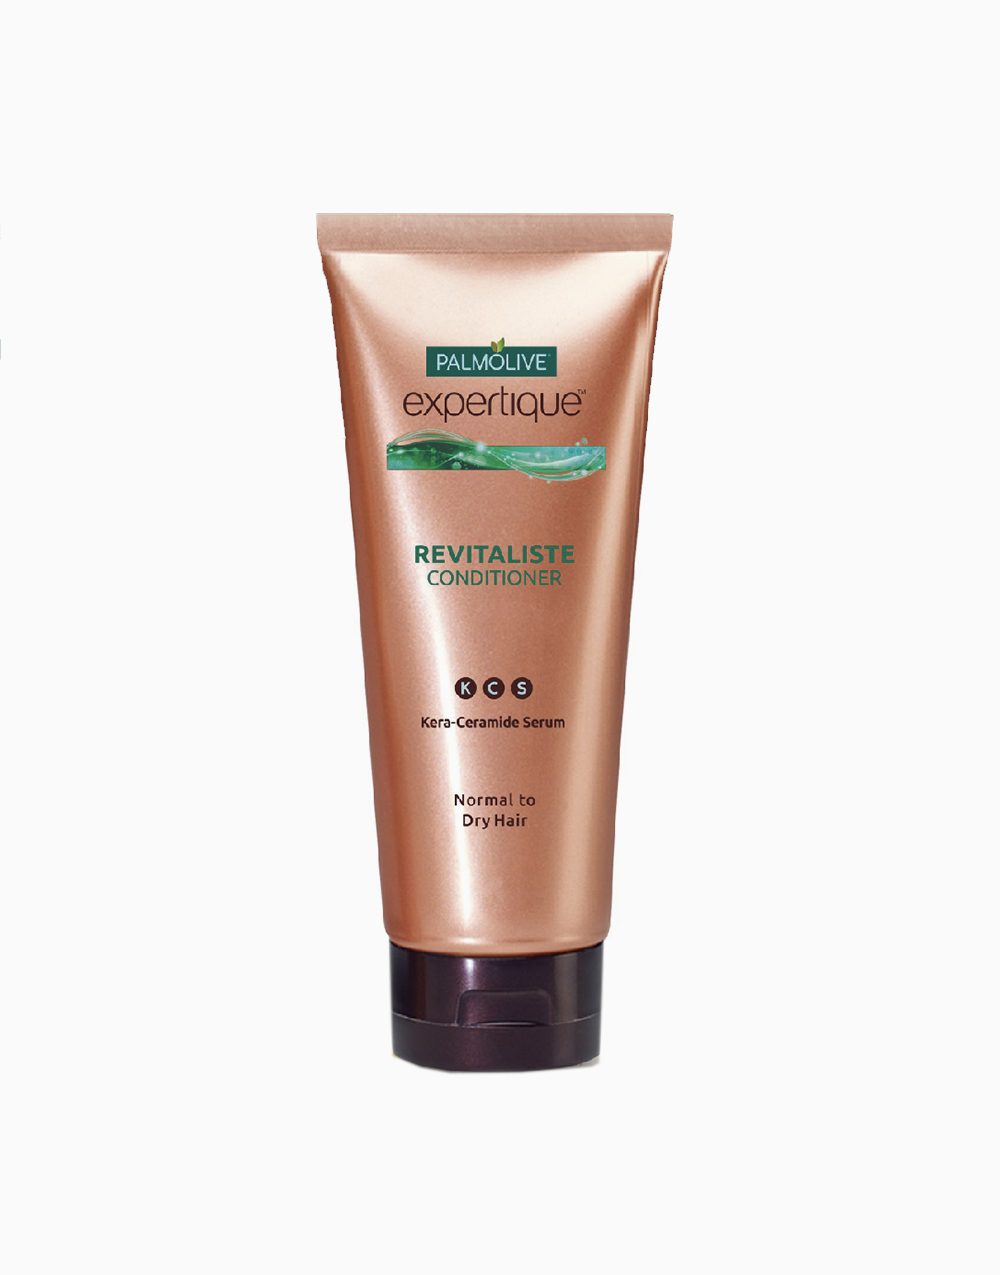 PALMOLIVE
expertique™
REVITALISTE
CONDITIONER
K C S
Kera-Ceramide Serum
Normal to
Dry Hair